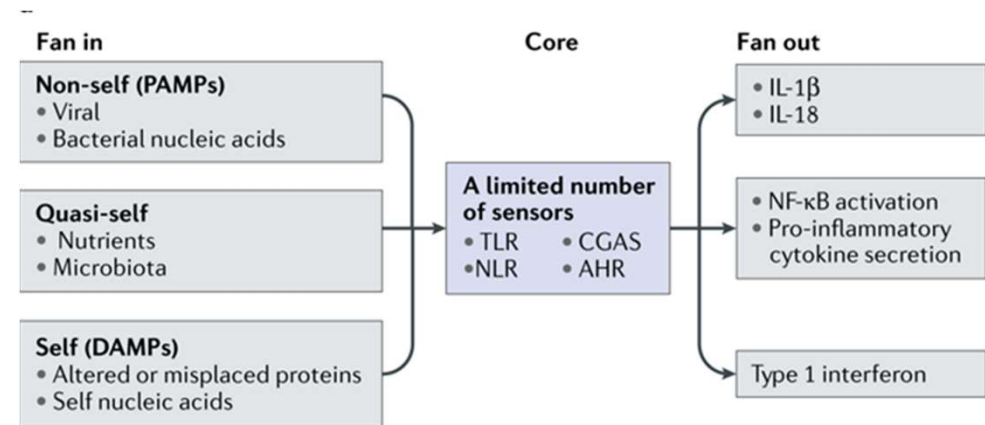 Fan in
Core
Fan out
Non-self (PAMPs)
• Viral
• Bacterial nucleic acids
Quasi-self
• Nutrients
• Microbiota
Self (DAMPs)
• Altered or misplaced proteins
• Self nucleic acids
A limited number
of sensors
• TLR • CGAS
• NLR • AHR
• IL-1β
• IL-18
• NF-κB activation
• Pro-inflammatory
cytokine secretion
Type 1 interferon